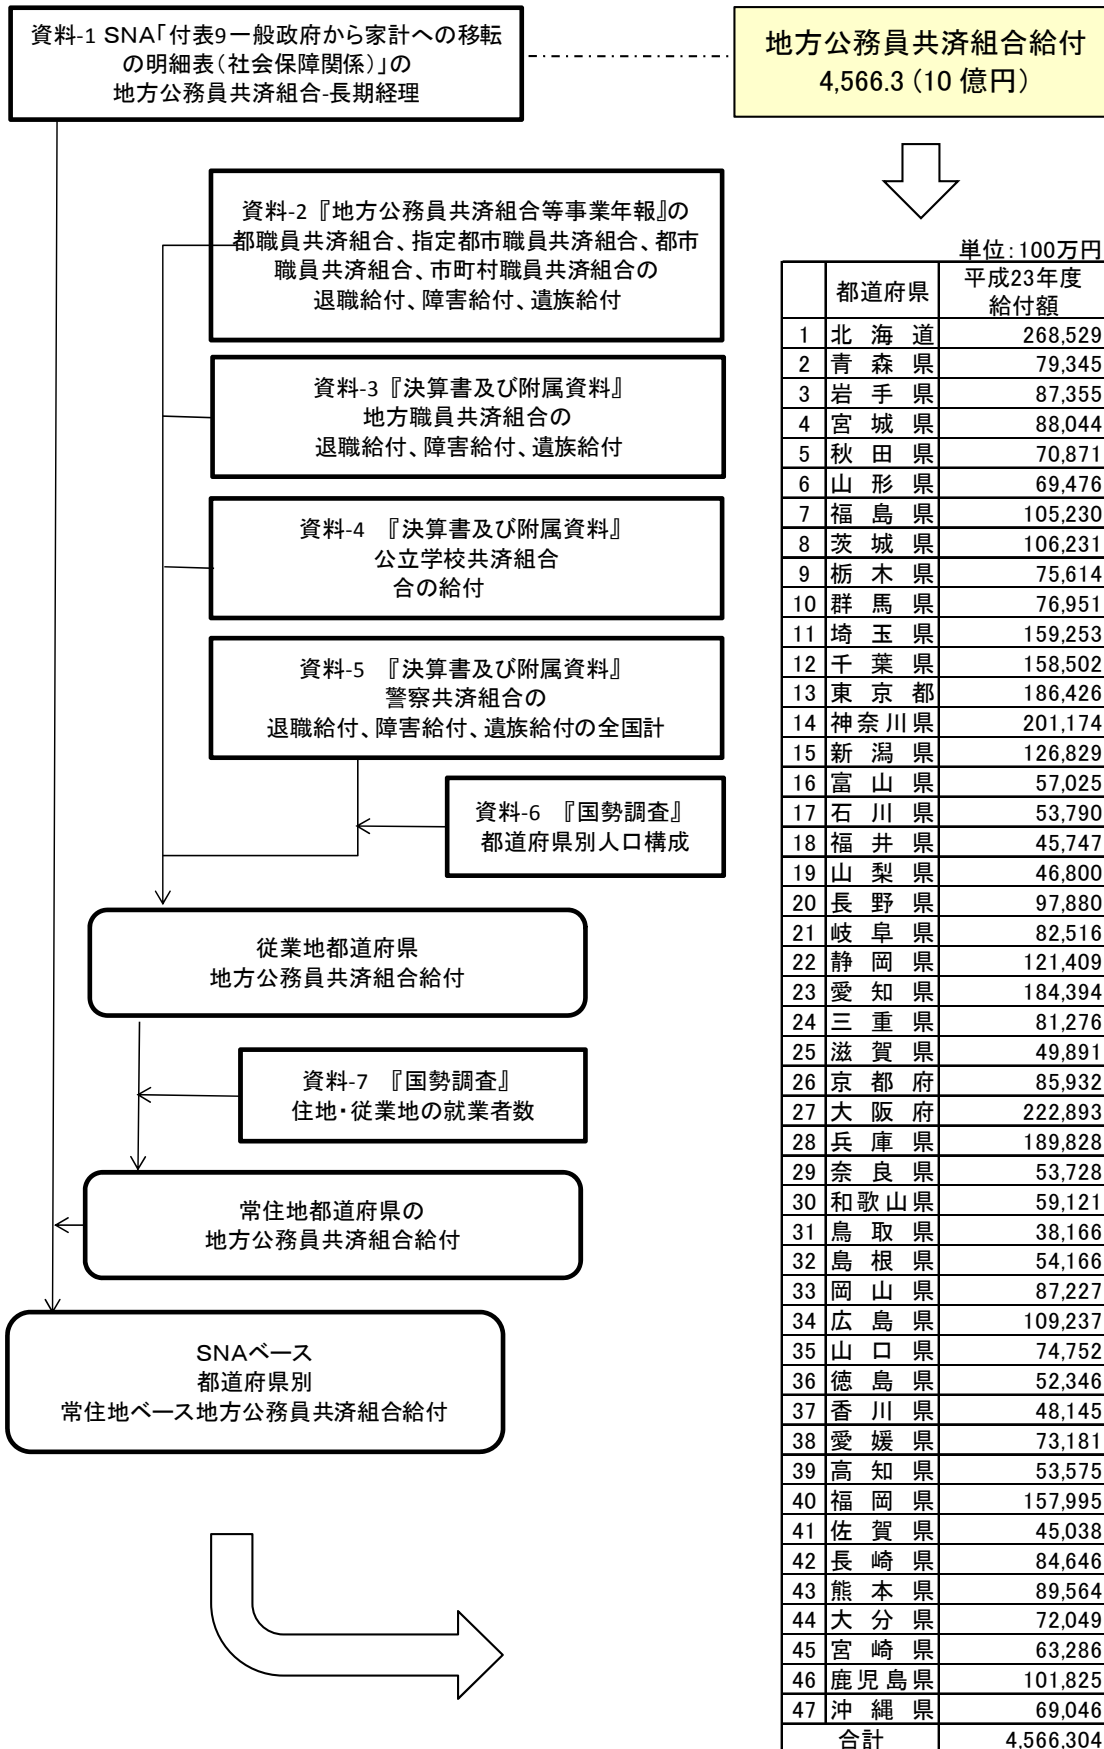 資料-1 SNA「付表9一般政府から家計への移転
の明細表(社会保障関係)」の
地方公務員共済組合-長期経理
地方公務員共済組合給付
4,566.3 (10 億円)
資料-2『地方公務員共済組合等事業年報』の
都職員共済組合、指定都市職員共済組合、都市
職員共済組合、市町村職員共済組合の
退職給付、障害給付、遺族給付
資料-3『決算書及び附属資料』
地方職員共済組合の
退職給付、障害給付、遺族給付
資料-4 『決算書及び附属資料』
公立学校共済組合
合の給付
資料-5 『決算書及び附属資料』
警察共済組合の
退職給付、障害給付、遺族給付の全国計
資料-6 『国勢調査』
都道府県別人口構成
従業地都道府県
地方公務員共済組合給付
資料-7 『国勢調査』
住地・従業地の就業者数
常住地都道府県の
地方公務員共済組合給付
SNAベース
都道府県別
常住地ベース地方公務員共済組合給付
単位:100万円
都道府県 平成23年度
給付額
1 北海道 268,529
2 青森県 79,345
3 岩手県 87,355
4 宮城県 88,044
5 秋田県 70,871
6 山形県 69,476
7 福島県 105,230
8 茨城県 106,231
9 栃木県 75,614
10 群馬県 76,951
11 埼玉県 159,253
12 千葉県 158,502
13 東京都 186,426
14 神奈川県 201,174
15 新潟県 126,829
16 富山県 57,025
17 石川県 53,790
18 福井県 45,747
19 山梨県 46,800
20 長野県 97,880
21 岐阜県 82,516
22 静岡県 121,409
23 愛知県 184,394
24 三重県 81,276
25 滋賀県 49,891
26 京都府 85,932
27 大阪府 222,893
28 兵庫県 189,828
29 奈良県 53,728
30 和歌山県 59,121
31 鳥取県 38,166
32 島根県 54,166
33 岡山県 87,227
34 広島県 109,237
35 山口県 74,752
36 徳島県 52,346
37 香川県 48,145
38 愛媛県 73,181
39 高知県 53,575
40 福岡県 157,995
41 佐賀県 45,038
42 長崎県 84,646
43 熊本県 89,564
44 大分県 72,049
45 宮崎県 63,286
46 鹿児島県 101,825
47 沖縄県 69,046
合計 4,566,304